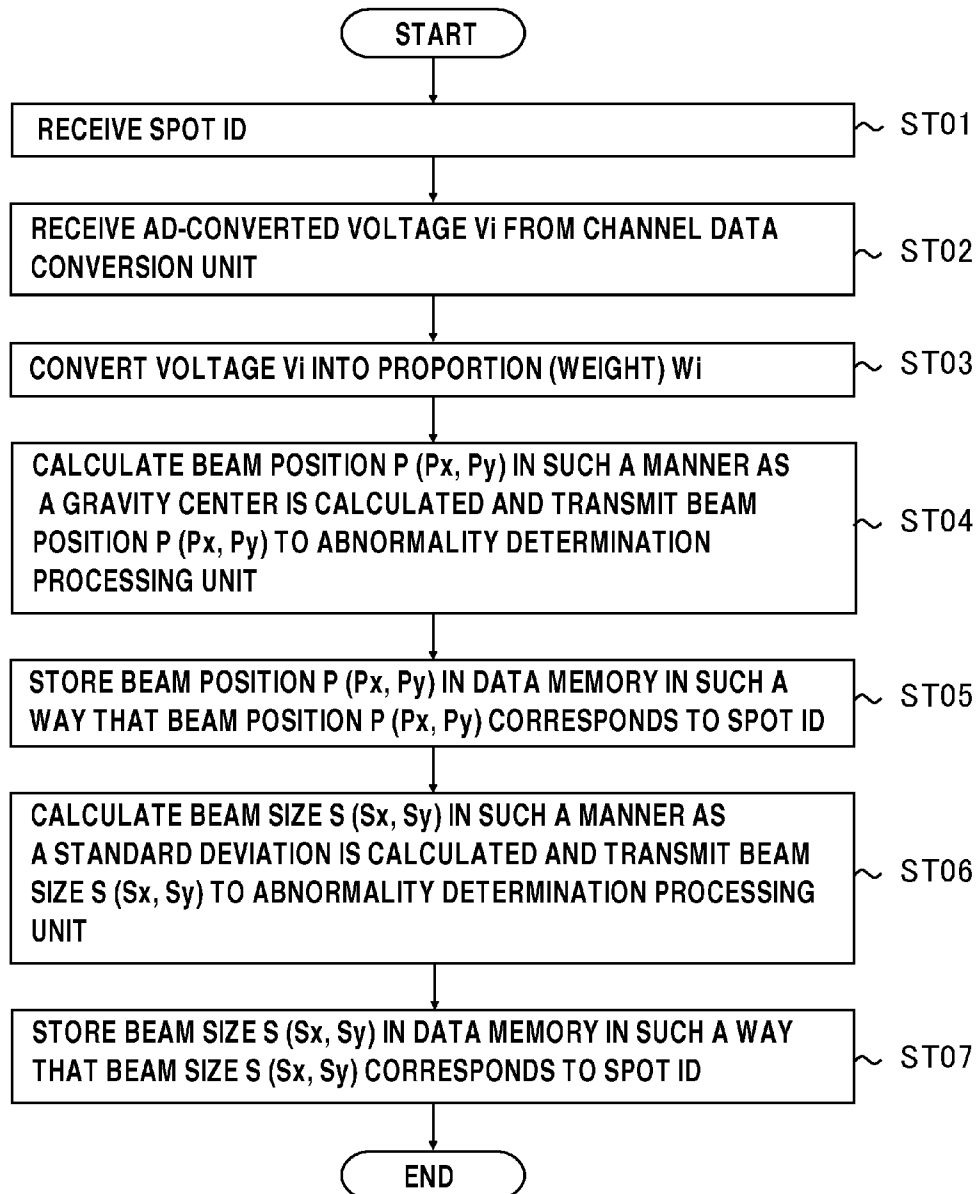 START
RECEIVE SPOT ID
ST01
RECEIVE AD-CONVERTED VOLTAGE Vi FROM CHANNEL DATA
CONVERSION UNIT
ST02
CONVERT VOLTAGE Vi INTO PROPORTION (WEIGHT) Wi
ST03
CALCULATE BEAM POSITION P (Px, Py) IN SUCH A MANNER AS
A GRAVITY CENTER IS CALCULATED AND TRANSMIT BEAM
POSITION P (Px, Py) TO ABNORMALITY DETERMINATION
PROCESSING UNIT
ST04
STORE BEAM POSITION P (Px, Py) IN DATA MEMORY IN SUCH A
WAY THAT BEAM POSITION P (Px, Py) CORRESPONDS TO SPOT ID
ST05
CALCULATE BEAM SIZE S (Sx, Sy) IN SUCH A MANNER AS
A STANDARD DEVIATION IS CALCULATED AND TRANSMIT BEAM
SIZE S (Sx, Sy) TO ABNORMALITY DETERMINATION PROCESSING
UNIT
ST06
STORE BEAM SIZE S (Sx, Sy) IN DATA MEMORY IN SUCH A WAY
THAT BEAM SIZE S (Sx, Sy) CORRESPONDS TO SPOT ID
ST07
END